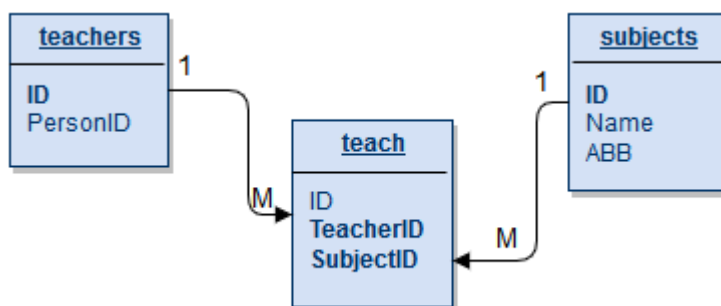 teachers
ID
PersonID
1
M
teach
ID
TeacherID
SubjectID
subjects
ID
Name
ABB
1
M